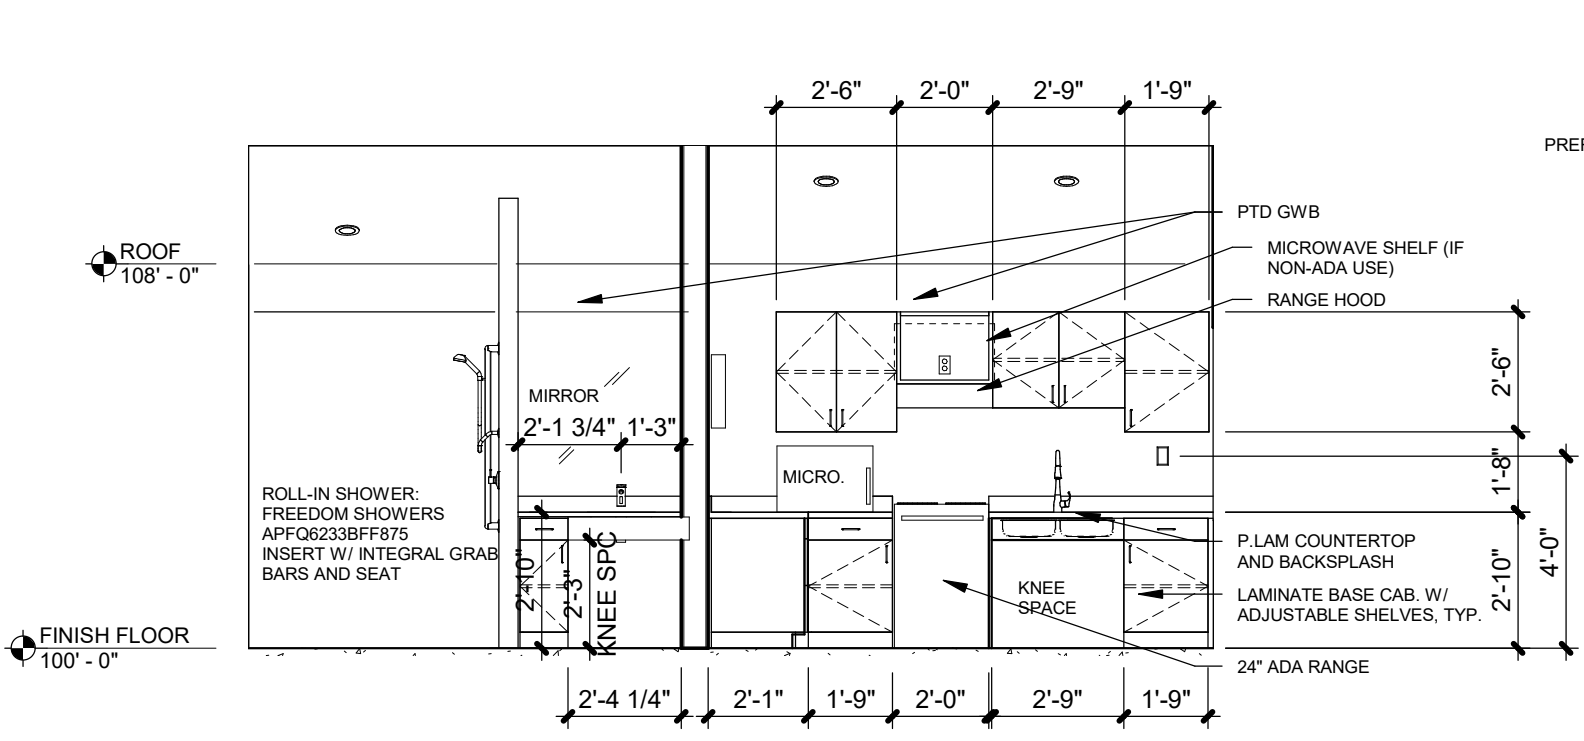 2'-6" 2'-0" 2'-9" 1'-9"
PTD GWB
MICROWAVE SHELF (IF
NON-ADA USE)
RANGE HOOD
ROOF
108' - 0"
2'-6"
MIRROR
2'-1 3/4" 1'-3"
1'-8"
MICRO.
ROLL-IN SHOWER:
FREEDOM SHOWERS
APFQ6233BFF875
INSERT W/ INTEGRAL GRAB
BARS AND SEAT
2'-10"
2'-3"
KNEE SPC
KNEE
SPACE
P.LAM COUNTERTOP
AND BACKSPLASH
LAMINATE BASE CAB. W/
ADJUSTABLE SHELVES, TYP.
2'-10"
4'-0"
FINISH FLOOR
100' - 0"
24" ADA RANGE
2'-4 1/4" 2'-1" 1'-9" 2'-0" 2'-9" 1'-9"